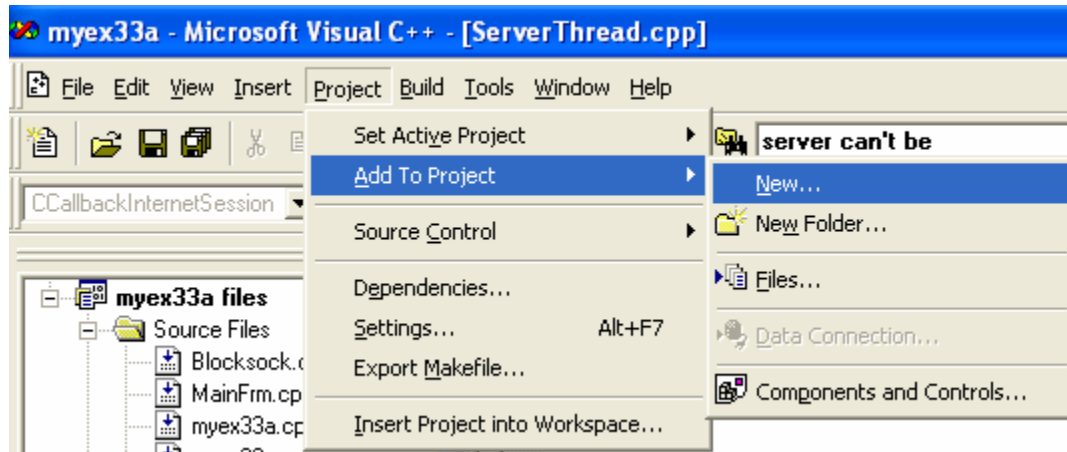 myex33a - Microsoft Visual C++ - [ServerThread.cpp]
File Edit View Insert Project Build Tools Window Help
Set Active Project
server can't be
Add To Project
New...
CCallbackInternetSession
New Folder...
Source Control
Files...
myex33a files
Dependencies...
Source Files
Settings... Alt+F7
Data Connection...
Blocksock.c
Export Makefile...
MainFrm.cp
Components and Controls...
myex33a.cp
Insert Project into Workspace...